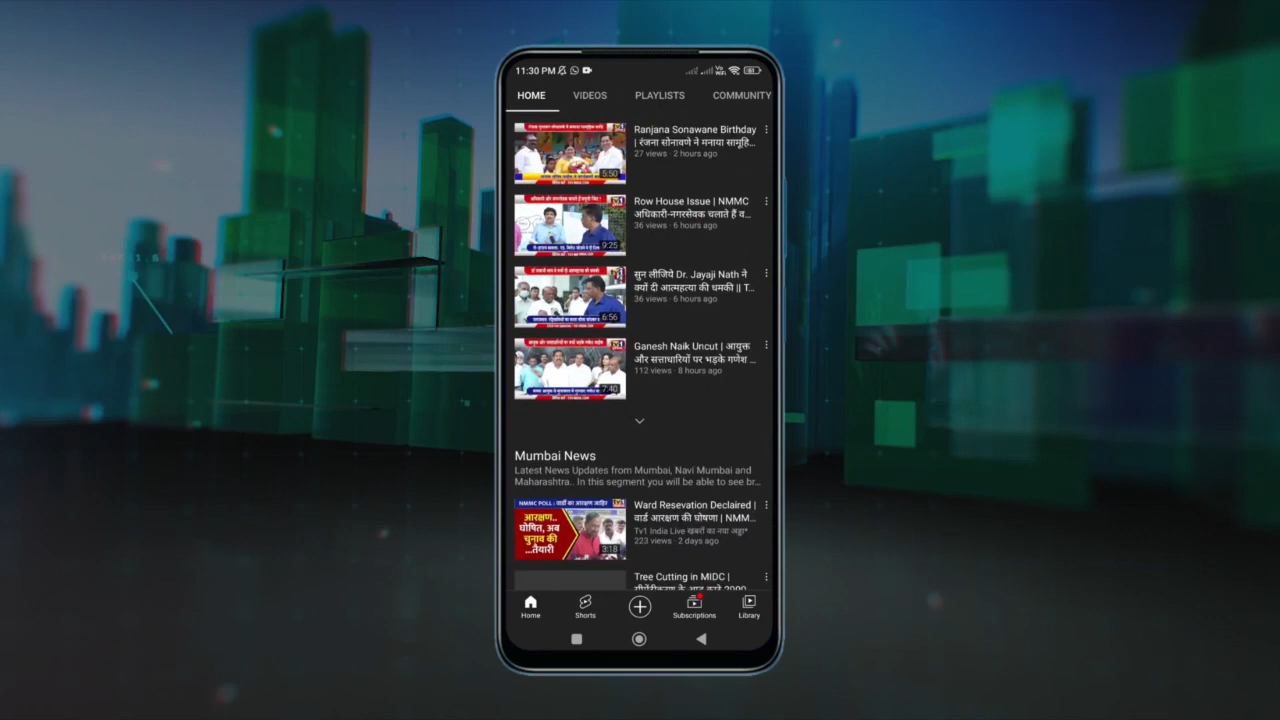 11:30 PM
HOME VIDEOS PLAYLISTS COMMUNITY
Ranjana Sonawane Birthday
| रंजना सोनावणे ने मनाया सामूहि...
27 views · 2 hours ago
5:50
Row House Issue | NMMC
अधिकारी-नगरसेवक चलाते हैं व...
36 views · 6 hours ago
9:25
सुन लीजिये Dr. Jayaji Nath ने
क्यों दी आत्महत्या की धमकी || T...
36 views · 6 hours ago
6:56
Ganesh Naik Uncut | आयुक्त
और सत्ताधारियों पर भड़के गणेश ...
112 views · 8 hours ago
7:40
Mumbai News
Latest News Updates from Mumbai, Navi Mumbai and
Maharashtra.. In this segment you will be able to see br...
NMMC POLL : वार्डों का आरक्षण जाहिर
आरक्षण..
घोषित, अब
चुनाव की
...तैयारी
3:18
Ward Resevation Declaired |
वार्ड आरक्षण की घोषणा | NMM...
Tv1 India Live खबरों का नया अड्डा*
223 views · 2 days ago
Tree Cutting in MIDC |
Home Shorts Subscriptions Library